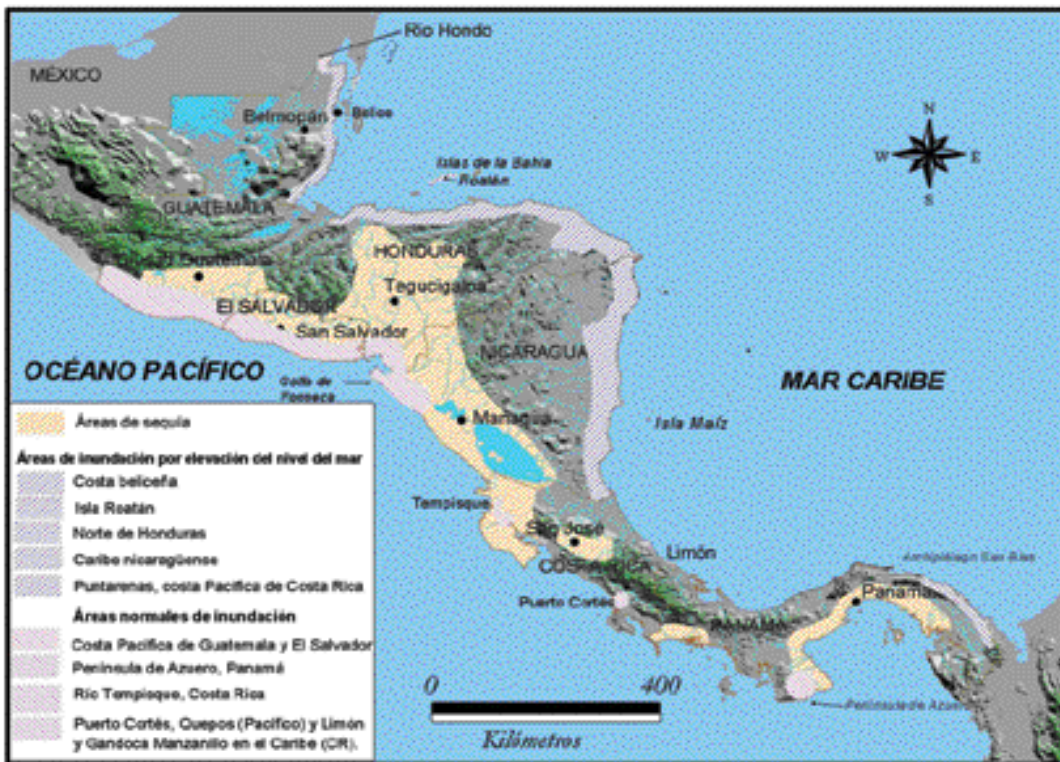 Río Hondo
MÉXICO
Belmopán
Belice
Islas de la Bahía
Roatán
N
W
E
S
GUATEMALA
Guatemala
HONDURAS
Tegucigalpa
El SALVADOR
San Salvador
NICARAGUA
OCÉANO PACÍFICO
Golfo de
Fonseca
MAR CARIBE
Managua
Isla Maíz
Áreas de sequía
Áreas de inundación por elevación del nivel del mar
Costa beliceña
Isla Roatán
Norte de Honduras
Caribe nicaragüense
Puntarenas, costa Pacífica de Costa Rica
Áreas normales de inundación
Costa Pacífica de Guatemala y El Salvador
Península de Azuero, Panamá
Río Tempisque, Costa Rica
Puerto Cortés, Quepos (Pacífico) y Limón
y Gandoca Manzanillo en el Caribe (CR).
Tempisque
San José
COSTA RICA
Limón
Puerto Cortés
Archipiélago San Blas
Panamá
PANAMÁ
Península de Azue
0
400
Kilómetros